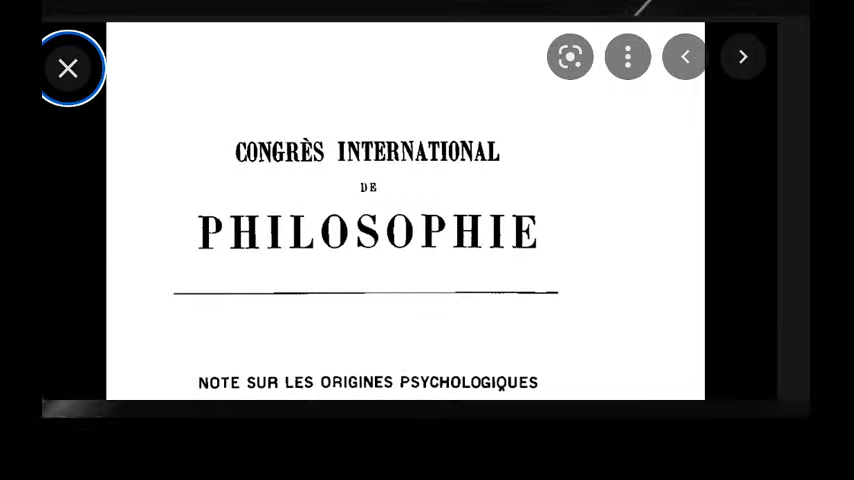 CONGRÈS INTERNATIONAL
DE
PHILOSOPHIE
NOTE SUR LES ORIGINES PSYCHOLOGIQUES